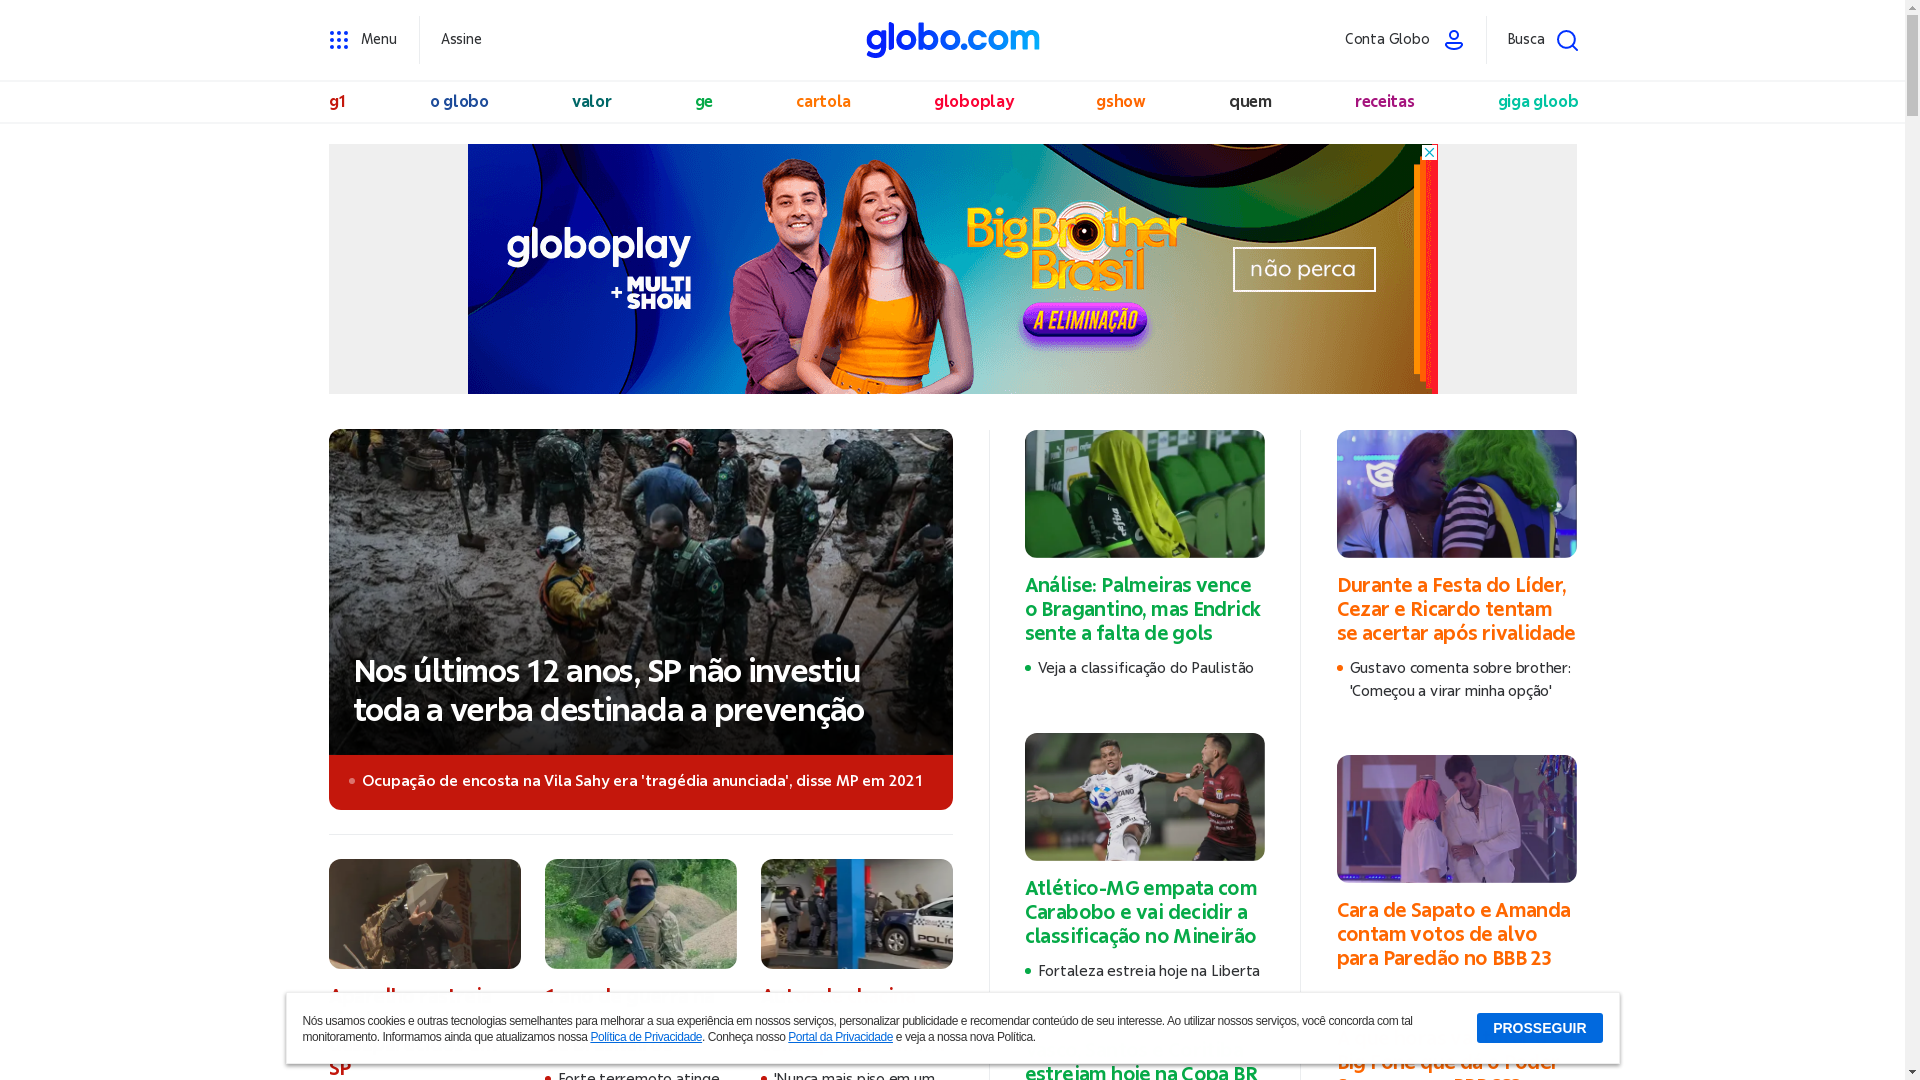 Menu
Assine
globo.com
Conta Globo
Busca
g1
o globo
valor
ge
cartola
globoplay
gshow
quem
receitas
giga gloob
globoplay
+ MULTI
SHOW
Big Brother
Brasil
A ELIMINAÇÃO
não perca
Nos últimos 12 anos, SP não investiu
toda a verba destinada a prevenção
Ocupação de encosta na Vila Sahy era 'tragédia anunciada', disse MP em 2021
Análise: Palmeiras vence
o Bragantino, mas Endrick
sente a falta de gols
Veja a classificação do Paulistão
Atlético-MG empata com
Carabobo e vai decidir a
classificação no Mineirão
Fortaleza estreia hoje na Liberta
estreiam hoje na Copa BR
Durante a Festa do Líder,
Cezar e Ricardo tentam
se acertar após rivalidade
Gustavo comenta sobre brother:
'Começou a virar minha opção'
Cara de Sapato e Amanda
contam votos de alvo
para Paredão no BBB 23
Big Fone que dá o Poder
SP
Forte terremoto atinge
'Nunca mais piso em um
Nós usamos cookies e outras tecnologias semelhantes para melhorar a sua experiência em nossos serviços, personalizar publicidade e recomendar conteúdo de seu interesse. Ao utilizar nossos serviços, você concorda com tal
monitoramento. Informamos ainda que atualizamos nossa Política de Privacidade. Conheça nosso Portal da Privacidade e veja a nossa nova Política.
PROSSEGUIR